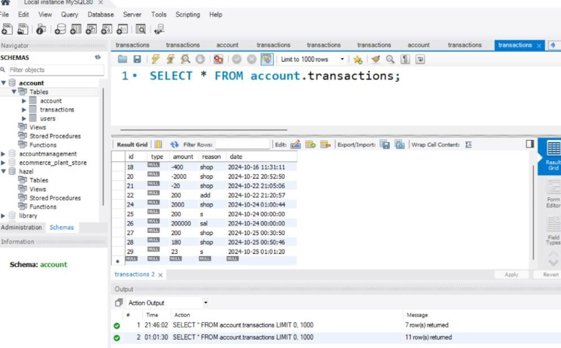 Local instance MySQL80
File Edit View Query Database Server Tools Scripting Help
Navigator
SCHEMAS
Filter objects
account
Tables
account
transactions
users
Views
Stored Procedures
Functions
accountmanagement
ecommerce_plant_store
hazel
Tables
Views
Stored Procedures
Functions
library
Administration Schemas
Information
Schema: account
transactions transactions account transactions transactions transactions account transactions transactions
Limit to 1000 rows
1 SELECT * FROM account.transactions;
Result Grid Filter Rows: Edit: Export/Import: Wrap Cell Content:
id type amount reason date
18 NULL -400 shop 2024-10-16 11:31:11
20 NULL -2000 shop 2024-10-22 20:52:50
21 NULL -20 shop 2024-10-22 21:05:06
22 NULL 200 add 2024-10-22 21:20:57
24 NULL 2000 shop 2024-10-24 01:00:44
25 NULL 200 s 2024-10-24 00:00:00
26 NULL 200000 sal 2024-10-24 00:00:00
27 NULL 200 shop 2024-10-25 00:30:50
28 NULL 180 shop 2024-10-25 00:50:46
29 NULL 23 s 2024-10-25 01:01:20
NULL NULL NULL NULL NULL
Result Grid
Form Editor
Field Types
transactions 2
Apply Revert
Output
Action Output
# Time Action Message
1 21:46:02 SELECT * FROM account.transactions LIMIT 0, 1000 7 row(s) returned
2 01:01:30 SELECT * FROM account.transactions LIMIT 0, 1000 11 row(s) returned